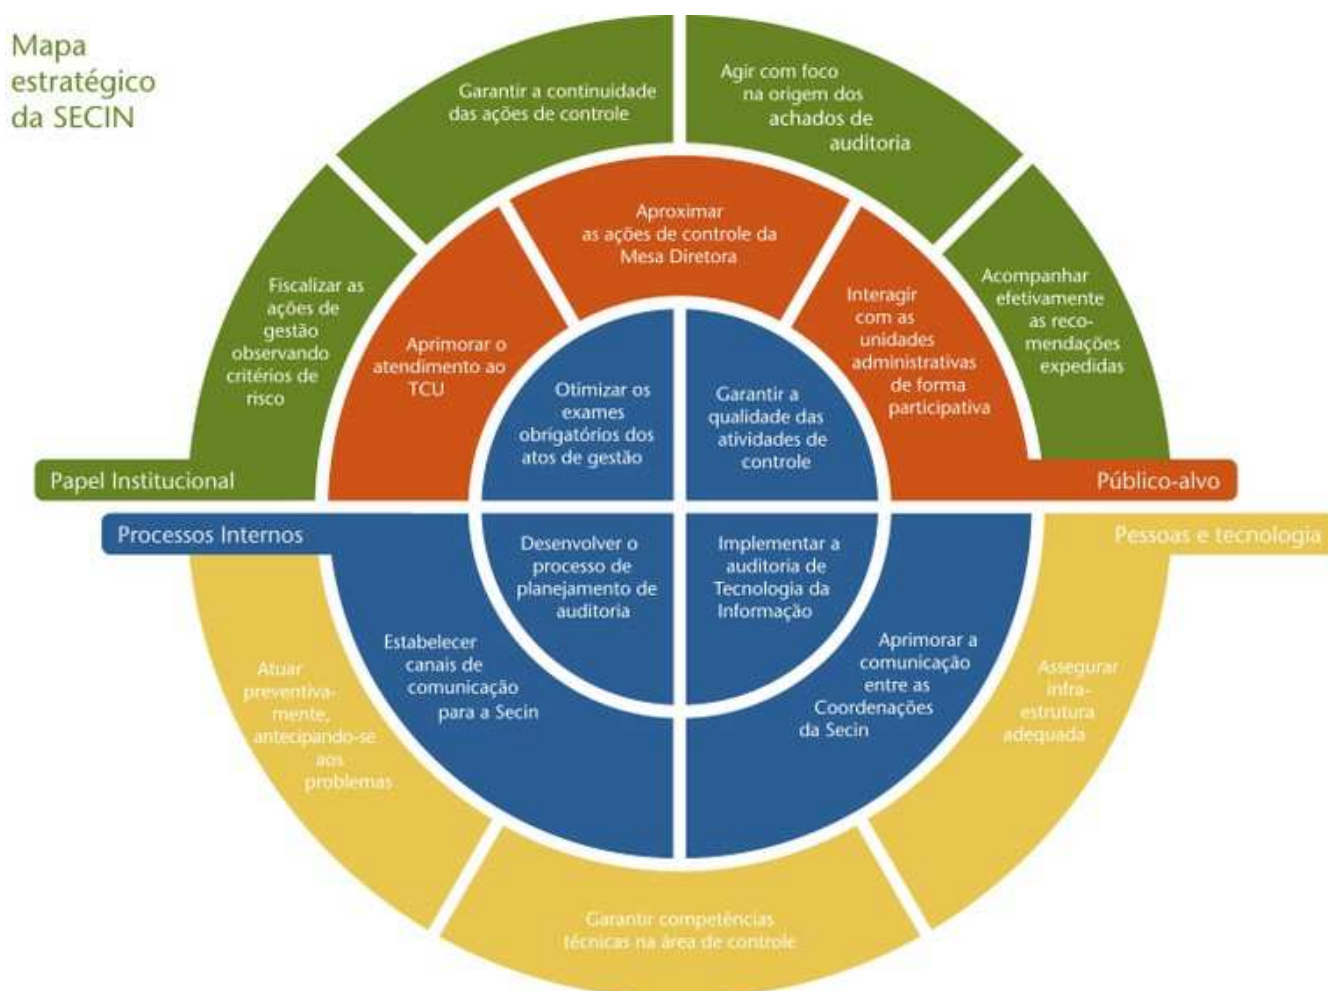 Mapa
estratégico
da SECIN
Garantir a continuidade
das ações de controle
Agir com foco
na origem dos
achados de
auditoria
Fiscalizar as
ações de
gestão
observando
critérios de
risco
Aprimorar o
atendimento ao
TCU
Aproximar
as ações de controle da
Mesa Diretora
Interagir
com as
unidades
administrativas
de forma
participativa
Acompanhar
efetivamente
as reco-
mendações
expedidas
Otimizar os
exames
obrigatórios dos
atos de gestão
Garantir a
qualidade das
atividades de
controle
Papel Institucional
Público-alvo
Processos Internos
Pessoas e tecnologia
Desenvolver o
processo de
planejamento de
auditoria
Implementar a
auditoria de
Tecnologia da
Informação
Estabelecer
canais de
comunicação
para a Secin
Aprimorar a
comunicação
entre as
Coordenações
da Secin
Atuar
preventiva-
mente,
antecipando-se
aos
problemas
Assegurar
infra-
estrutura
adequada
Garantir competências
técnicas na área de controle